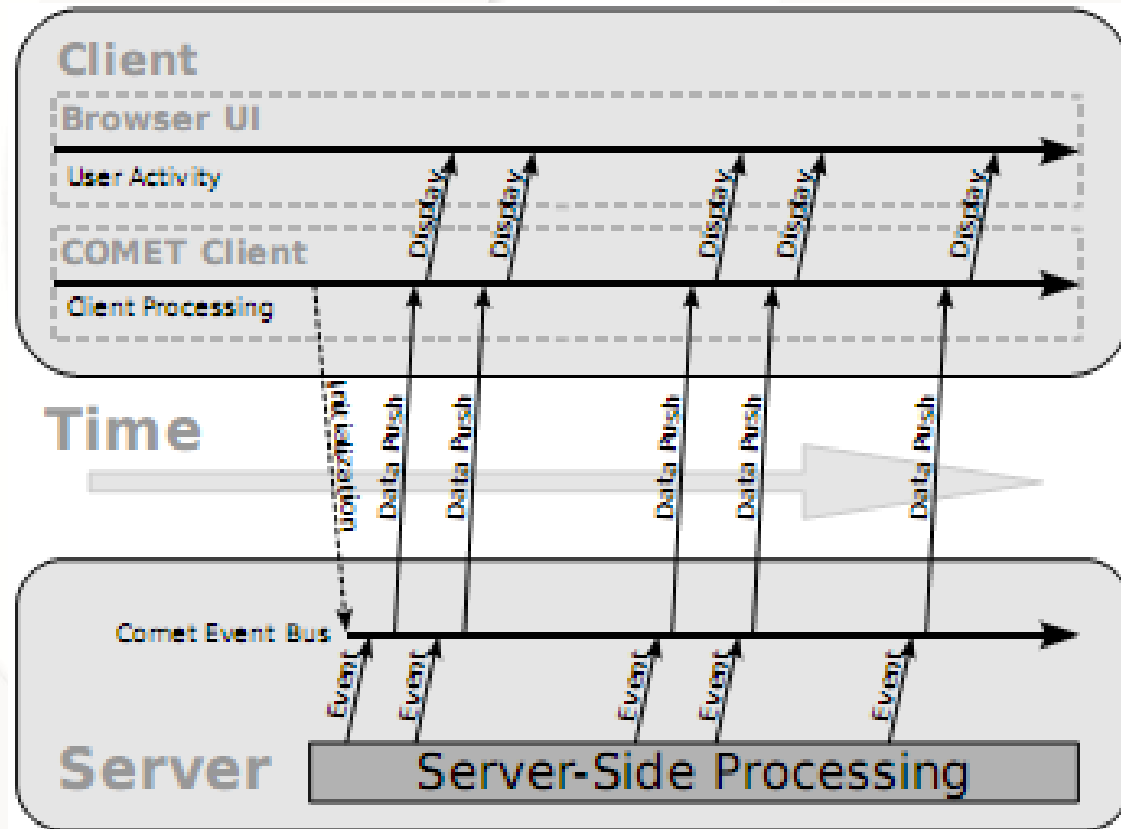 Client
Browser UI
User Activity
Display
Display
Display
Display
Display
COMET Client
Client Processing
Initialization
Data Push
Data Push
Data Push
Data Push
Data Push
Time
Comet Event Bus
Event
Event
Event
Event
Event
Server
Server-Side Processing